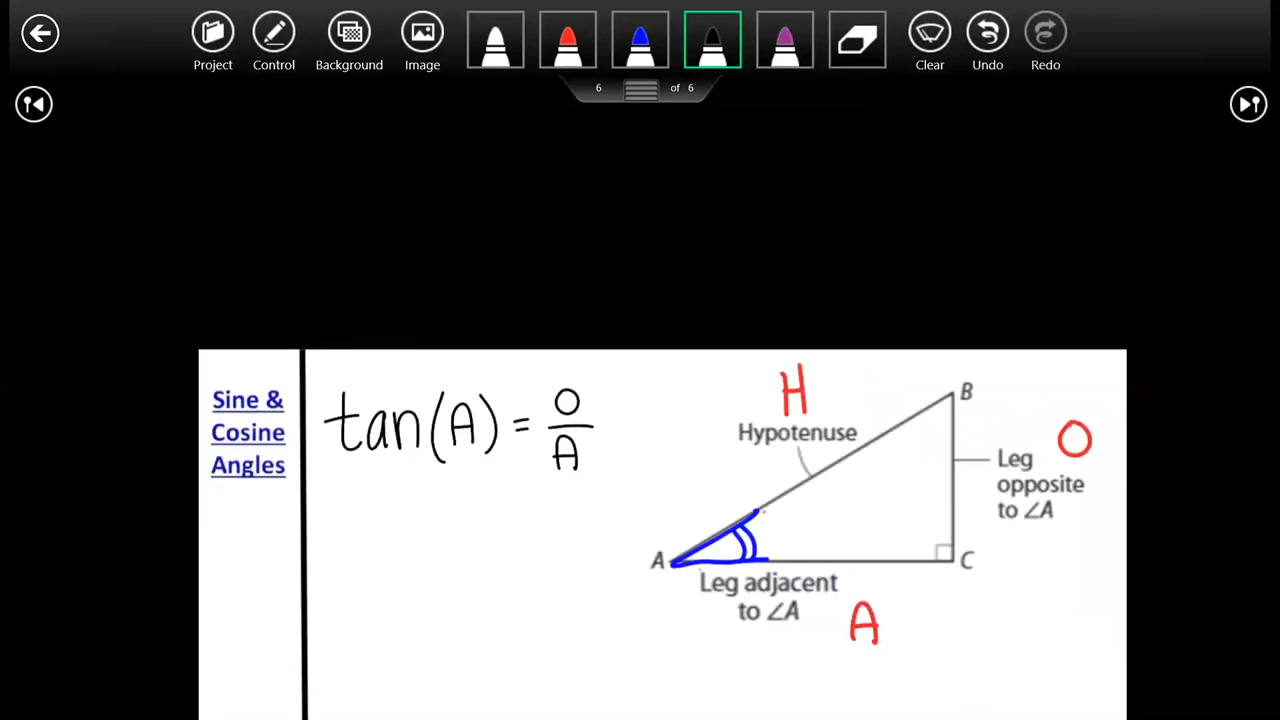 Project Control Background Image Clear Undo Redo
6 of 6
Sine &
Cosine
Angles
tan(A) = O/A
H
Hypotenuse
B
O
Leg
opposite
to ∠A
A
C
Leg adjacent
to ∠A
A